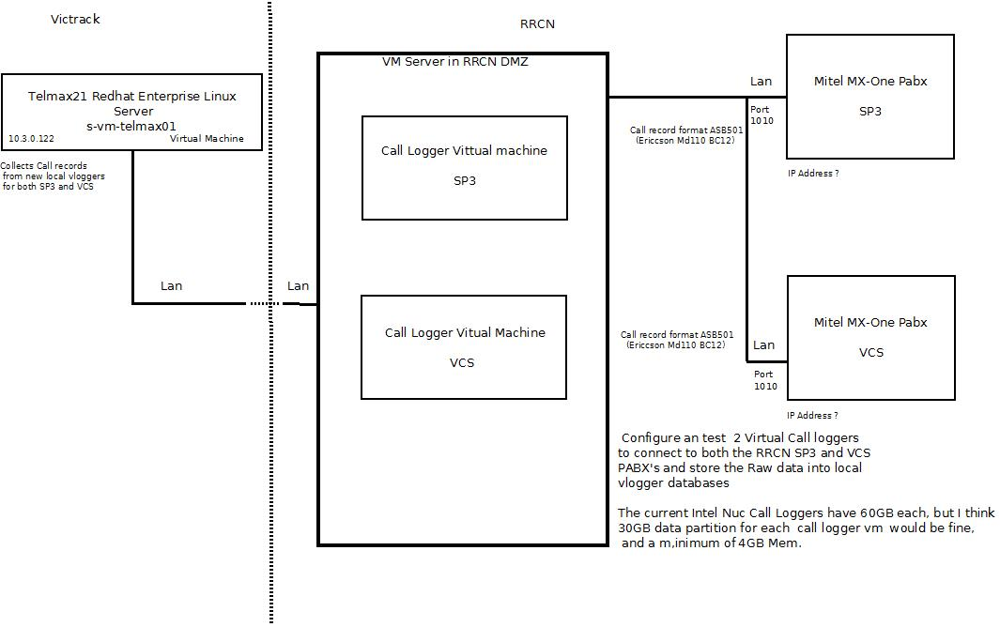 Victrack
RRCN
VM Server in RRCN DMZ
Telmax21 Redhat Enterprise Linux
Server
s-vm-telmax01
10.3.0.122
Virtual Machine
Collects Call records
from new local vloggers
for both SP3 and VCS
Lan
Lan
Call Logger Vittual machine
SP3
Call Logger Vitual Machine
VCS
Lan
Port
1010
Call record format ASB501
(Ericcson Md110 BC12)
Mitel MX-One Pabx
SP3
IP Address ?
Call record format ASB501
(Ericcson Md110 BC12)
Lan
Port
1010
Mitel MX-One Pabx
VCS
IP Address ?
Configure an test 2 Virtual Call loggers
to connect to both the RRCN SP3 and VCS
PABX's and store the Raw data into local
vlogger databases
The current Intel Nuc Call Loggers have 60GB each, but I think
30GB data partition for each call logger vm would be fine,
and a m,inimum of 4GB Mem.